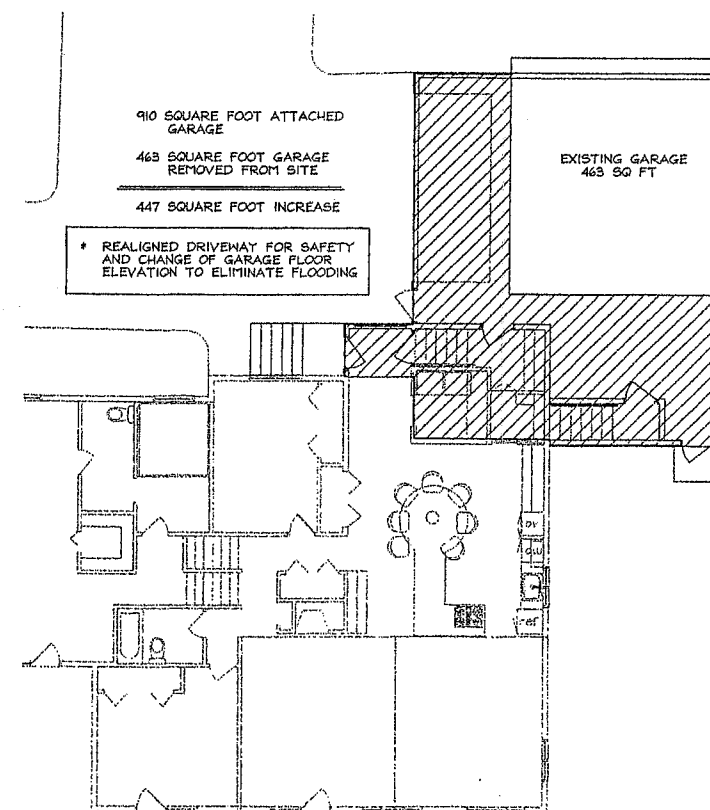 910 SQUARE FOOT ATTACHED
GARAGE
463 SQUARE FOOT GARAGE
REMOVED FROM SITE
447 SQUARE FOOT INCREASE
* REALIGNED DRIVEWAY FOR SAFETY
AND CHANGE OF GARAGE FLOOR
ELEVATION TO ELIMINATE FLOODING
EXISTING GARAGE
463 SQ FT
ov
D/W
ref